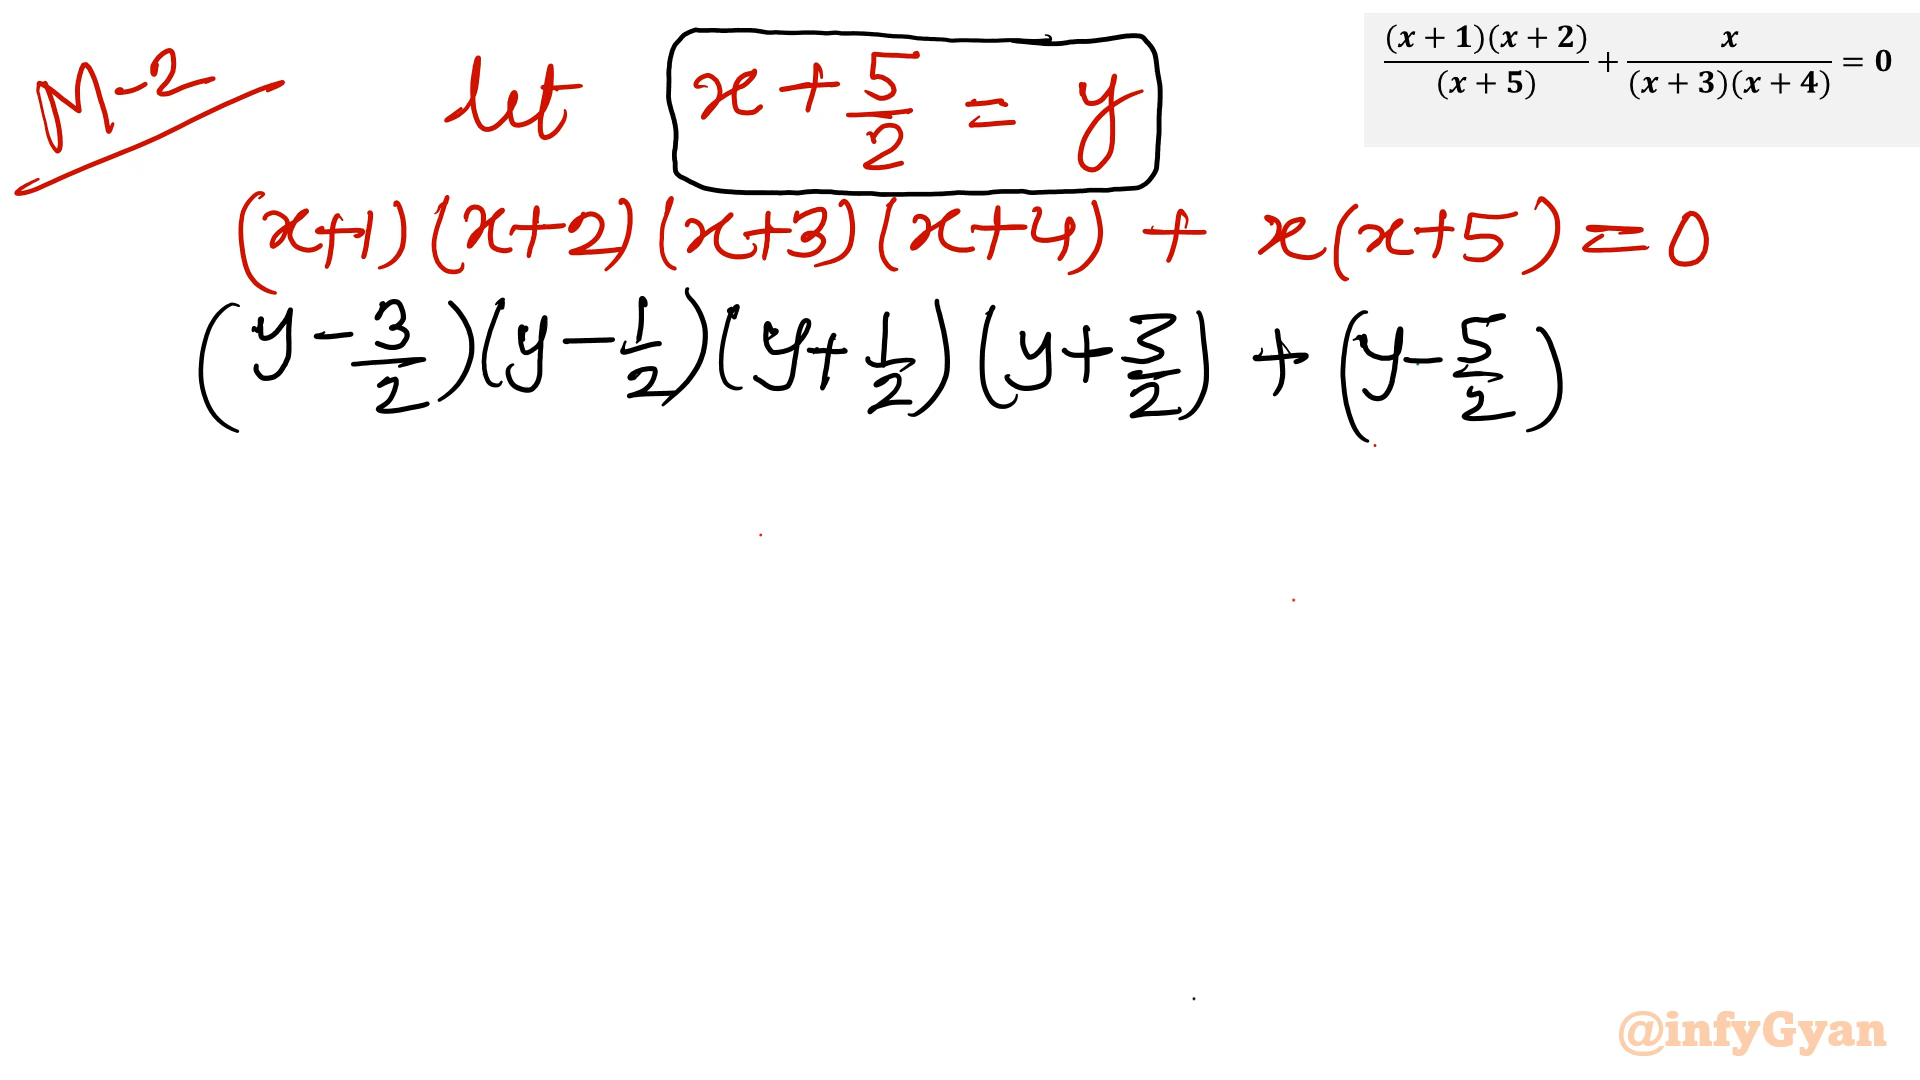 M-2 let x + 5/2 = y
(x + 1)(x + 2)/(x + 5) + x/((x + 3)(x + 4)) = 0
(x+1)(x+2)(x+3)(x+4) + x(x+5) = 0
(y - 3/2)(y - 1/2)(y + 1/2)(y + 3/2) + (y - 5/2)
@infyGyan